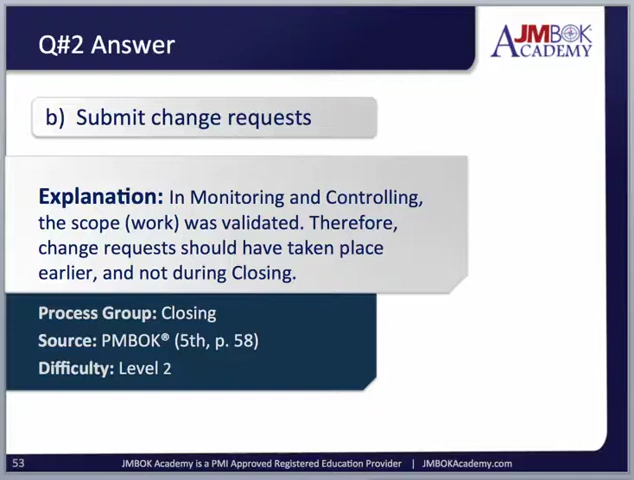 Q#2 Answer
JMBOK
ACADEMY
b) Submit change requests
Explanation: In Monitoring and Controlling,
the scope (work) was validated. Therefore,
change requests should have taken place
earlier, and not during Closing.
Process Group: Closing
Source: PMBOK® (5th, p. 58)
Difficulty: Level 2
53
JMBOK Academy is a PMI Approved Registered Education Provider | JMBOKAcademy.com